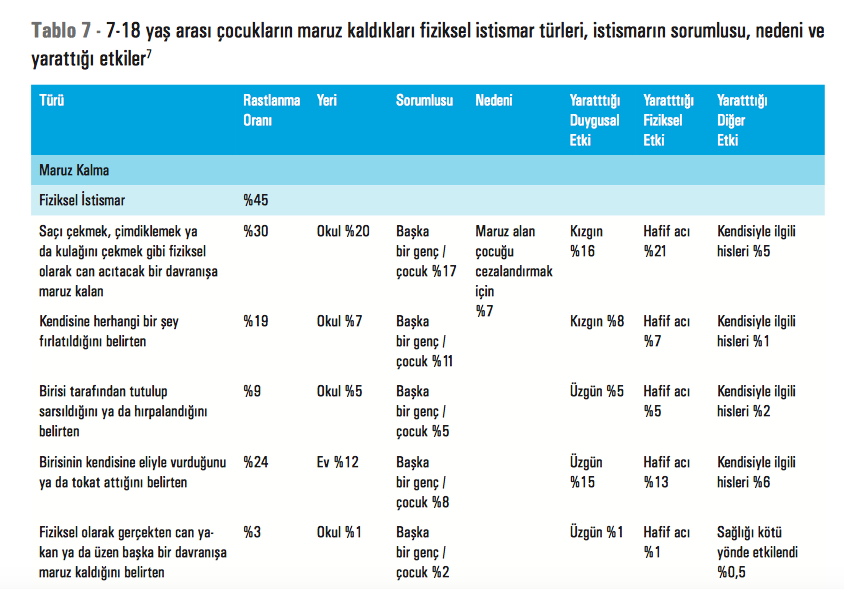 Tablo 7 - 7-18 yaş arası çocukların maruz kaldıkları fiziksel istismar türleri, istismarın sorumlusu, nedeni ve
yarattığı etkiler7
Türü Rastlanma Yeri Sorumlusu Nedeni Yaratttığı Yaratttığı Yaratttığı
Oranı Duygusal Fiziksel Diğer
Etki Etki Etki
Maruz Kalma
Fiziksel İstismar %45
Saçı çekmek, çimdiklemek ya %30 Okul %20 Başka Maruz alan Kızgın Hafif acı Kendisiyle ilgili
da kulağını çekmek gibi fiziksel bir genç / çocuğu %16 %21 hisleri %5
olarak can acıtacak bir davranışa çocuk %17 cezalandırmak
maruz kalan için
%7
Kendisine herhangi bir şey %19 Okul %7 Başka Kızgın %8 Hafif acı Kendisiyle ilgili
fırlatıldığını belirten bir genç / %7 hisleri %1
çocuk %11
Birisi tarafından tutulup %9 Okul %5 Başka Üzgün %5 Hafif acı Kendisiyle ilgili
sarsıldığını ya da hırpalandığını bir genç / %5 hisleri %2
belirten çocuk %5
Birisinin kendisine eliyle vurduğunu %24 Ev %12 Başka Üzgün Hafif acı Kendisiyle ilgili
ya da tokat attığını belirten bir genç / %15 %13 hisleri %6
çocuk %8
Fiziksel olarak gerçekten can ya- %3 Okul %1 Başka Üzgün %1 Hafif acı Sağlığı kötü
kan ya da üzen başka bir davranışa bir genç / %1 yönde etkilendi
maruz kaldığını belirten çocuk %2 %0,5